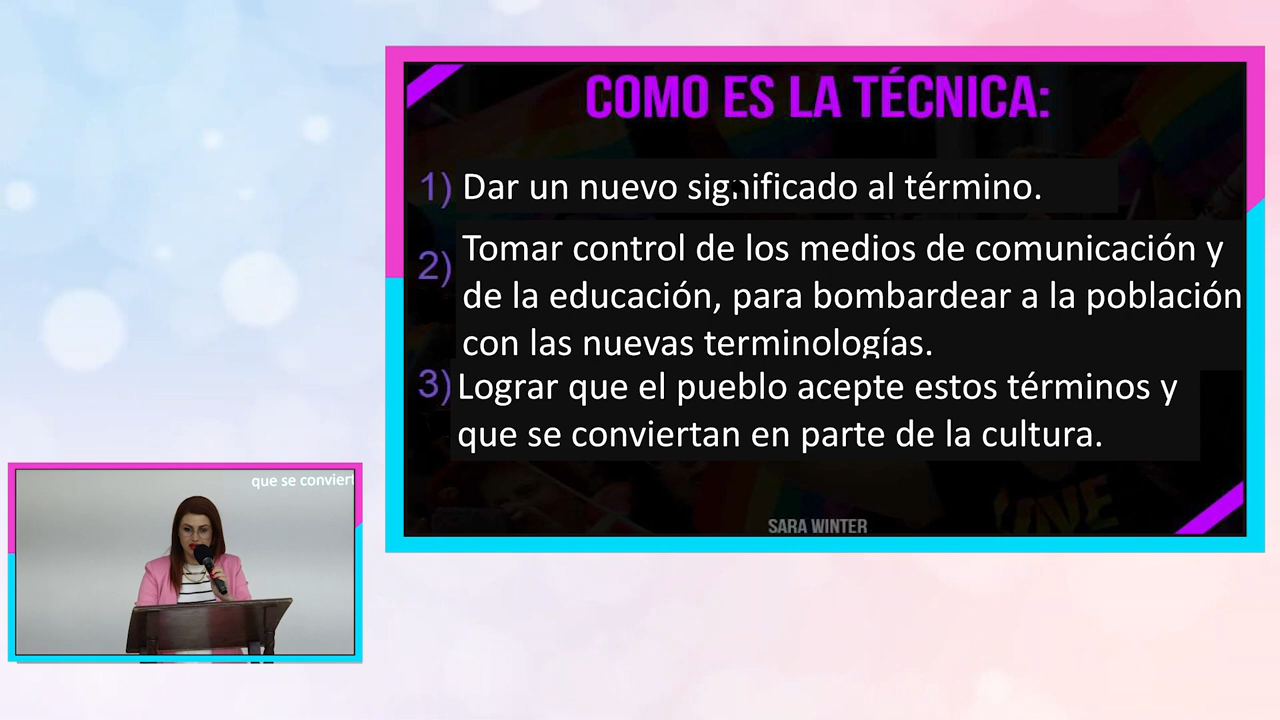 COMO ES LA TÉCNICA:
1) Dar un nuevo significado al término.
2) Tomar control de los medios de comunicación y
de la educación, para bombardear a la población
con las nuevas terminologías.
3) Lograr que el pueblo acepte estos términos y
que se conviertan en parte de la cultura.
SARA WINTER
que se conviert